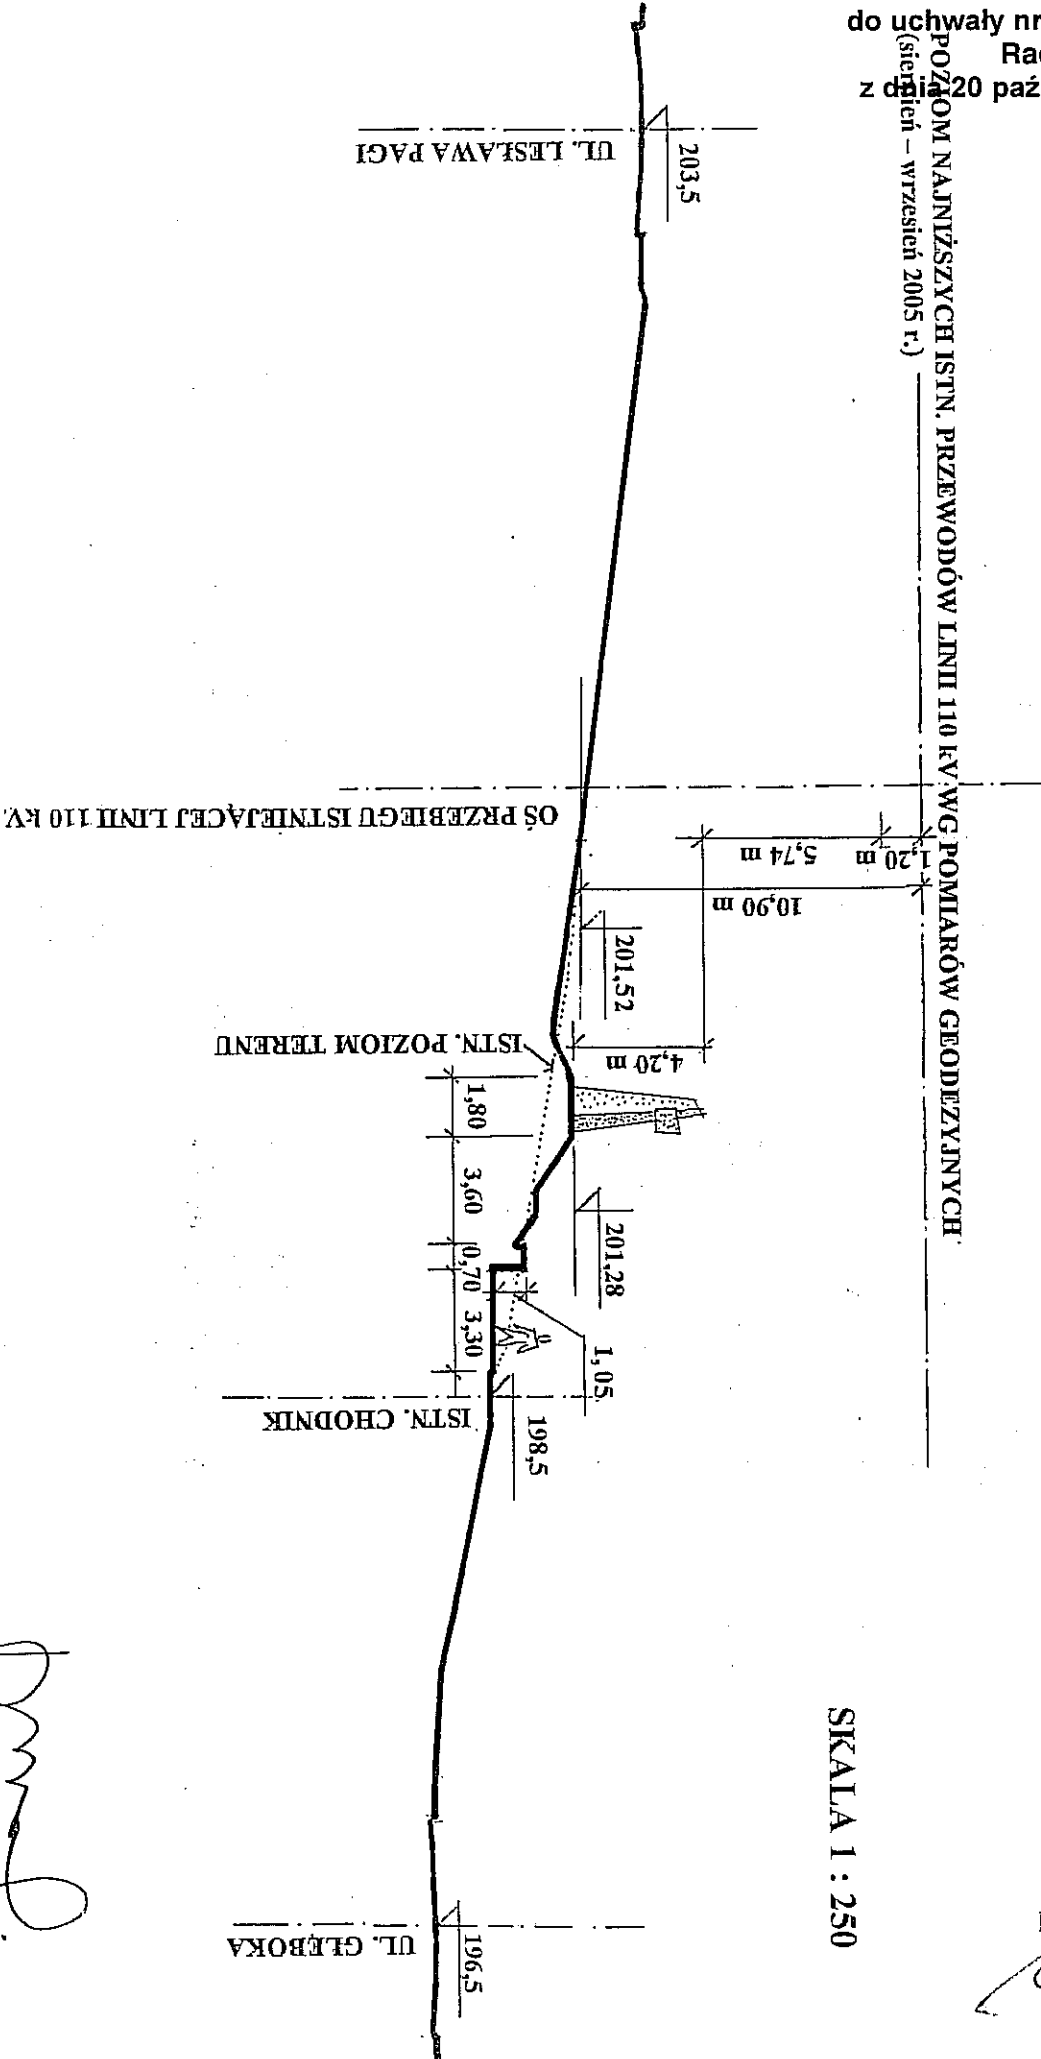 do uchwały nr
z dnia 20 paź
POZIOM NAJNIŻSZYCH ISTN. PRZEWODÓW LINII 110 kV WG POMIARÓW GEODEZYJNYCH
(sierpień – wrzesień 2005 r.)
UL. LESŁAWA PAGI
203,5
OŚ PRZEBIEGU ISTNIEJĄCEJ LINII 110 kV.
5,74 m
1,20 m
10,90 m
201,52
ISTN. POZIOM TERENU
4,20 m
1,80
3,60
0,70
3,30
201,28
1, 05
ISTN. CHODNIK
198,5
SKALA 1 : 250
UL. GŁĘBOKA
196,5